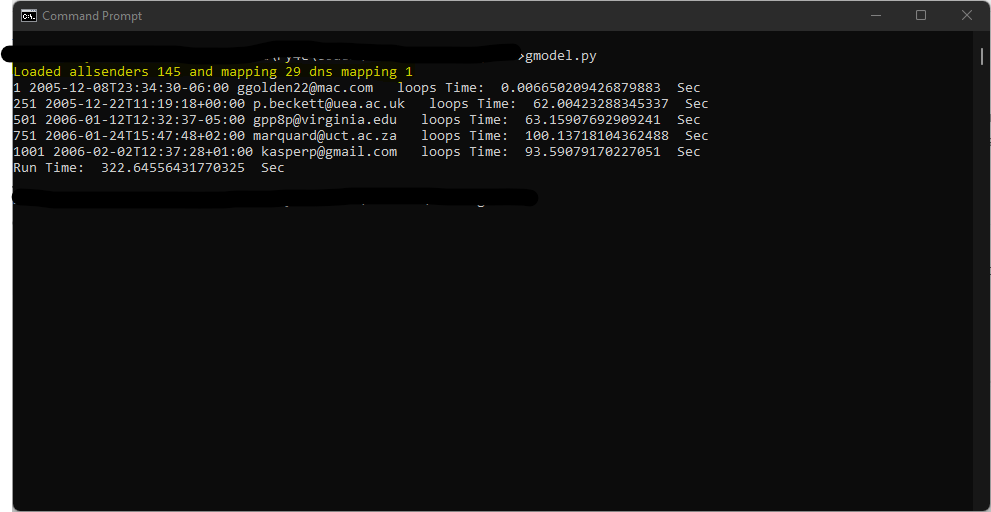 Command Prompt
>gmodel.py
Loaded allsenders 145 and mapping 29 dns mapping 1
1 2005-12-08T23:34:30-06:00 ggolden22@mac.com   loops Time:  0.006650209426879883  Sec
251 2005-12-22T11:19:18+00:00 p.beckett@uea.ac.uk   loops Time:  62.00423288345337  Sec
501 2006-01-12T12:32:37-05:00 gpp8p@virginia.edu   loops Time:  63.15907692909241  Sec
751 2006-01-24T15:47:48+02:00 marquard@uct.ac.za   loops Time:  100.13718104362488  Sec
1001 2006-02-02T12:37:28+01:00 kasperp@gmail.com   loops Time:  93.59079170227051  Sec
Run Time:  322.64556431770325  Sec